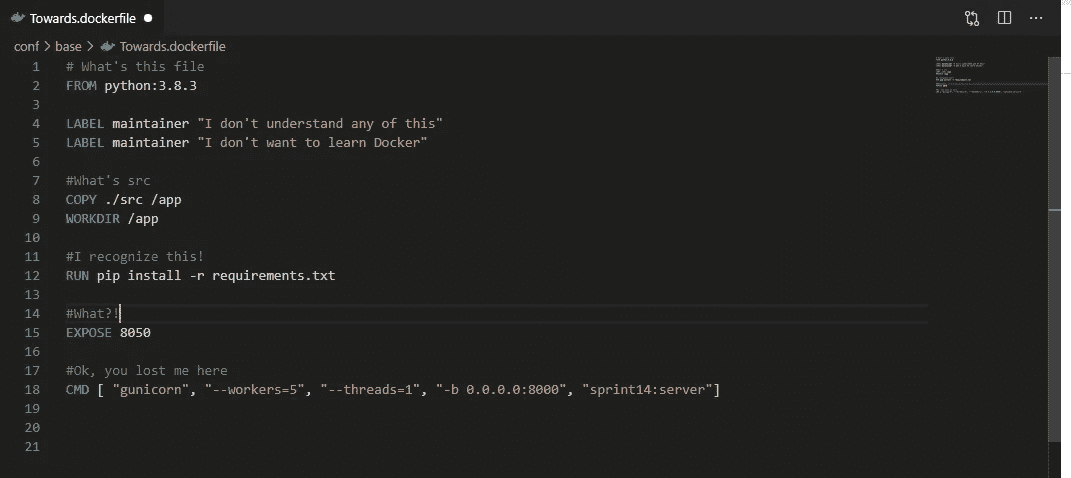 Towards.dockerfile
conf > base > Towards.dockerfile
1 # What's this file
2 FROM python:3.8.3
3
4 LABEL maintainer "I don't understand any of this"
5 LABEL maintainer "I don't want to learn Docker"
6
7 #What's src
8 COPY ./src /app
9 WORKDIR /app
10
11 #I recognize this!
12 RUN pip install -r requirements.txt
13
14 #What?!
15 EXPOSE 8050
16
17 #Ok, you lost me here
18 CMD [ "gunicorn", "--workers=5", "--threads=1", "-b 0.0.0.0:8000", "sprint14:server"]
19
20
21